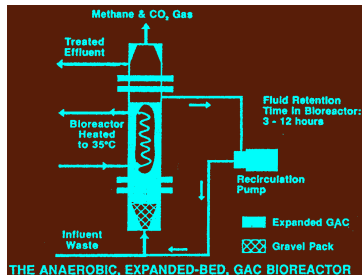 Methane & CO₂ Gas
Treated
Effluent
Bioreactor
Heated
to 35°C
Fluid Retention
Time in Bioreactor:
3 - 12 hours
Recirculation
Pump
Expanded GAC
Gravel Pack
Influent
Waste
THE ANAEROBIC, EXPANDED-BED, GAC BIOREACTOR